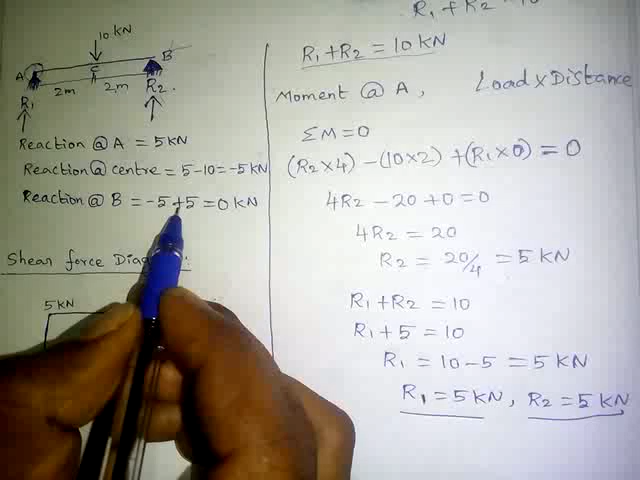 10 KN
A
B
C
2m
2m
R1
R2
Reaction @ A = 5 KN
Reaction @ centre = 5-10 = -5 KN
Reaction @ B = -5+5 = 0 KN
Shear force Diag
5 KN
R1 + R2 = 10 KN
Moment @ A, Load x Distance
ΣM = 0
(R2 x 4) - (10 x 2) + (R1 x 0) = 0
4R2 - 20 + 0 = 0
4R2 = 20
R2 = 20/4 = 5 KN
R1 + R2 = 10
R1 + 5 = 10
R1 = 10 - 5 = 5 KN
R1 = 5 KN, R2 = 5 KN